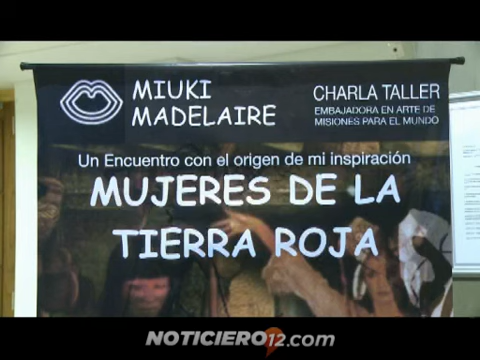 MIUKI
MADELAIRE
CHARLA TALLER
EMBAJADORA EN ARTE DE
MISIONES PARA EL MUNDO
Un Encuentro con el origen de mi inspiración
MUJERES DE LA
TIERRA ROJA
NOTICIERO12.com